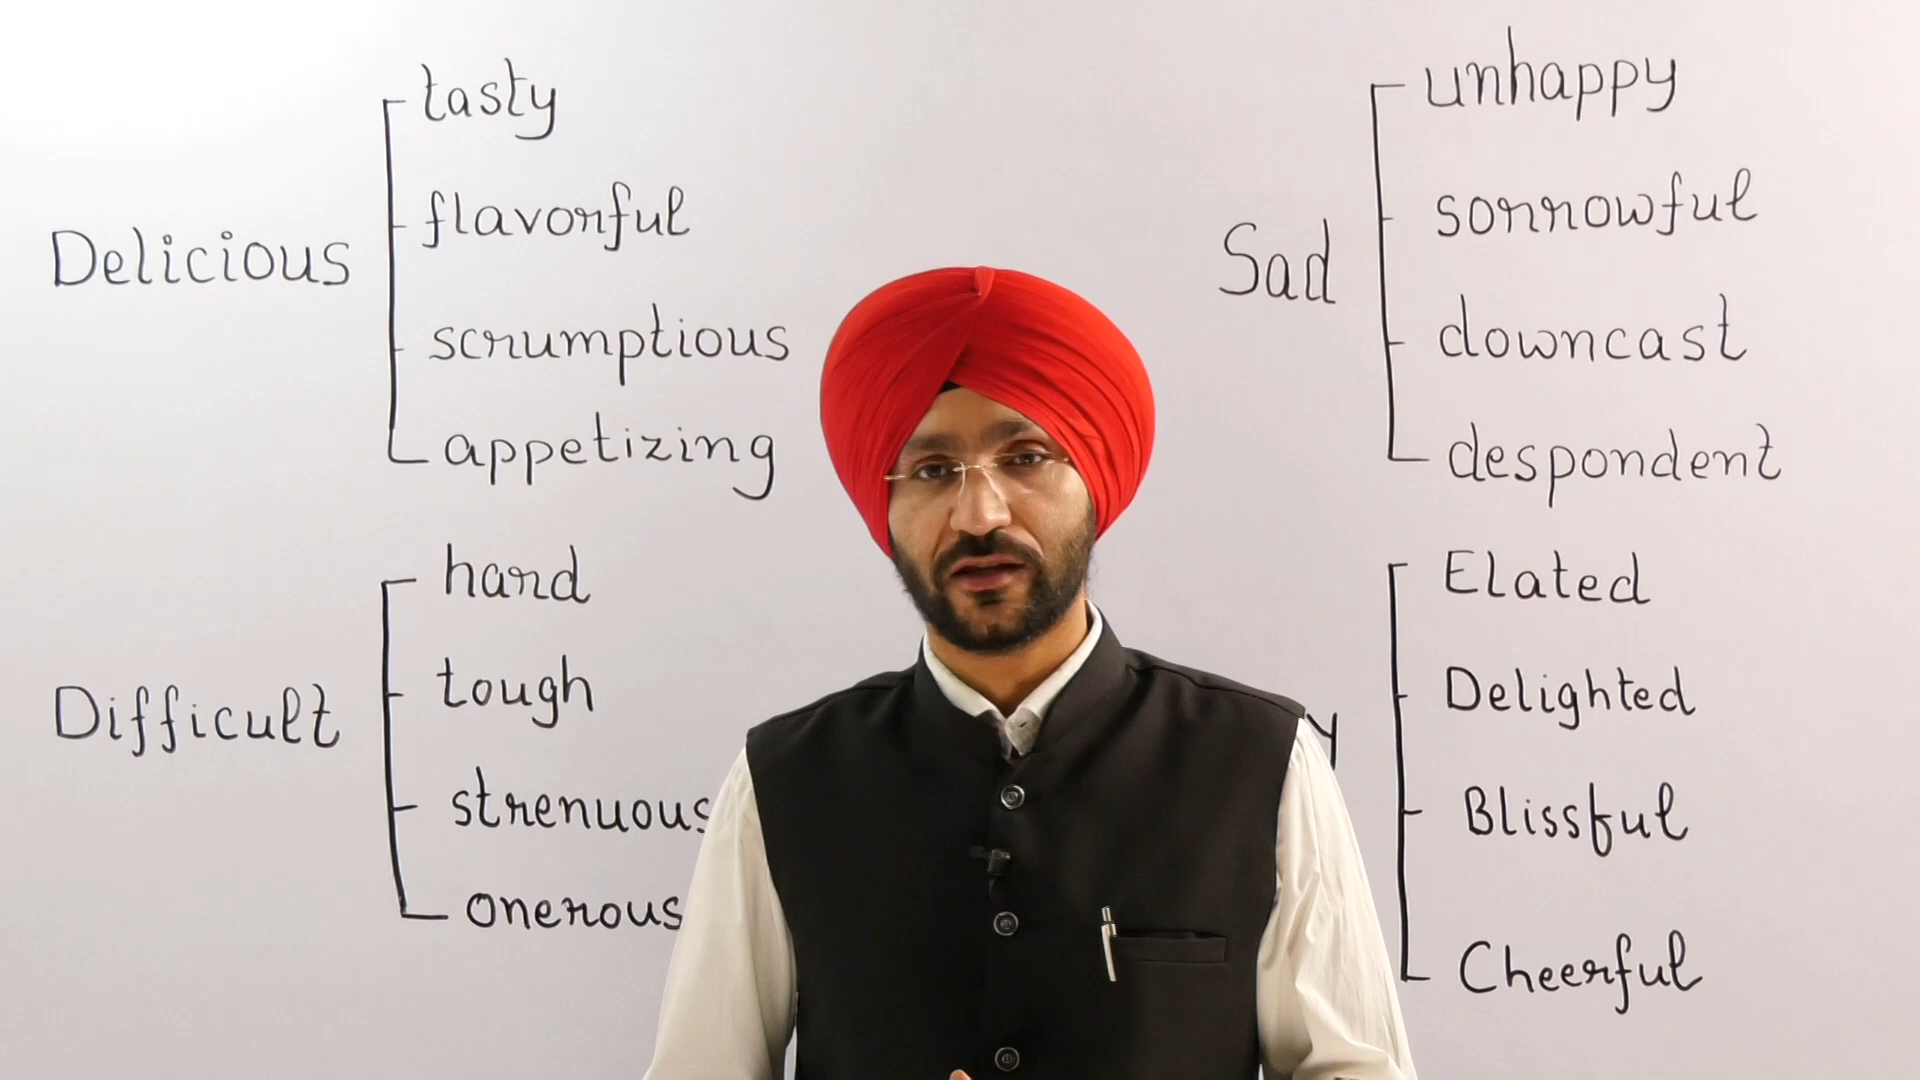 Delicious
tasty
flavorful
scrumptious
appetizing
Difficult
hard
tough
strenuous
onerous
Sad
unhappy
sorrowful
downcast
despondent
Elated
Delighted
Blissful
Cheerful